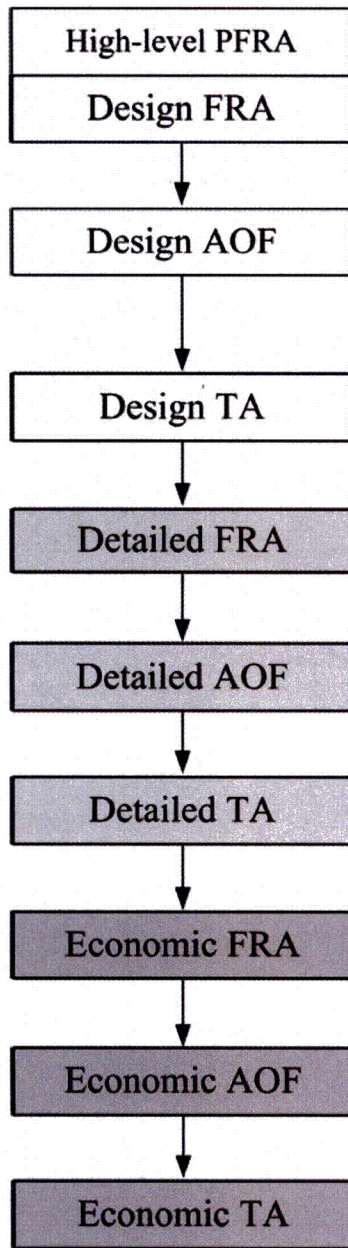 High-level PFRA
Design FRA
Design AOF
Design TA
Detailed FRA
Detailed AOF
Detailed TA
Economic FRA
Economic AOF
Economic TA